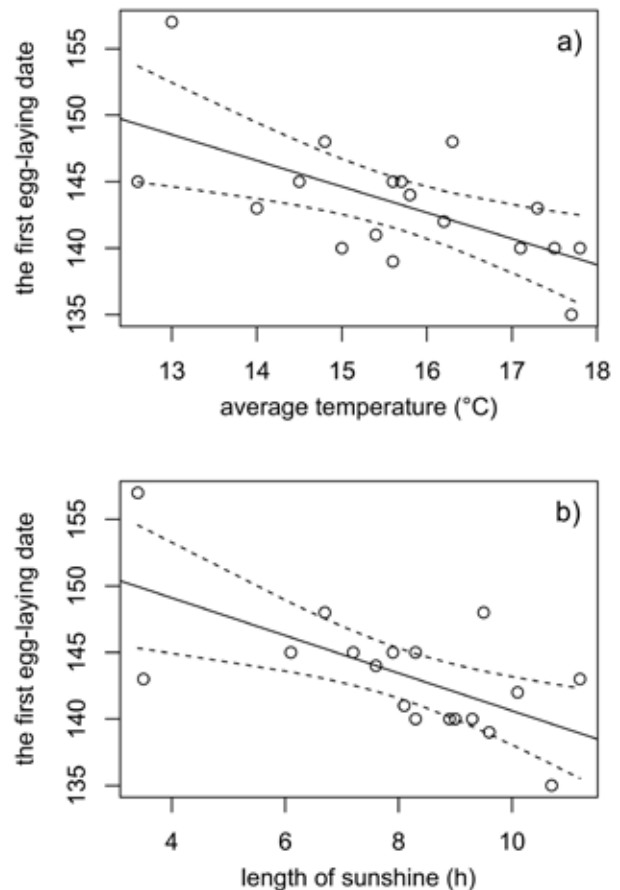 a)
the first egg-laying date
155
150
145
140
135
13 14 15 16 17 18
average temperature (°C)
b)
the first egg-laying date
155
150
145
140
135
4 6 8 10
length of sunshine (h)